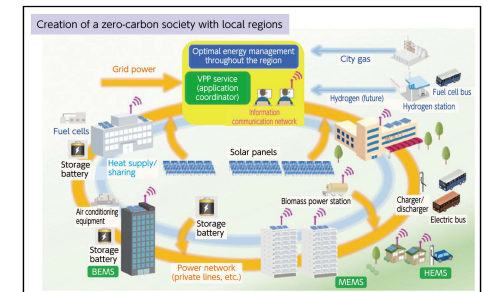 Creation of a zero-carbon society with local regions
Optimal energy management
throughout the region
City gas
Grid power
VPP service
(application
coordinator)
Information
communication network
Hydrogen (future)
Fuel cell bus
Hydrogen station
Fuel cells
Solar panels
Storage
battery
Heat supply/
sharing
Air conditioning
equipment
Storage
battery
Biomass power station
Charger/
discharger
Electric bus
Storage
battery
BEMS
Power network
(private lines, etc.)
MEMS
HEMS